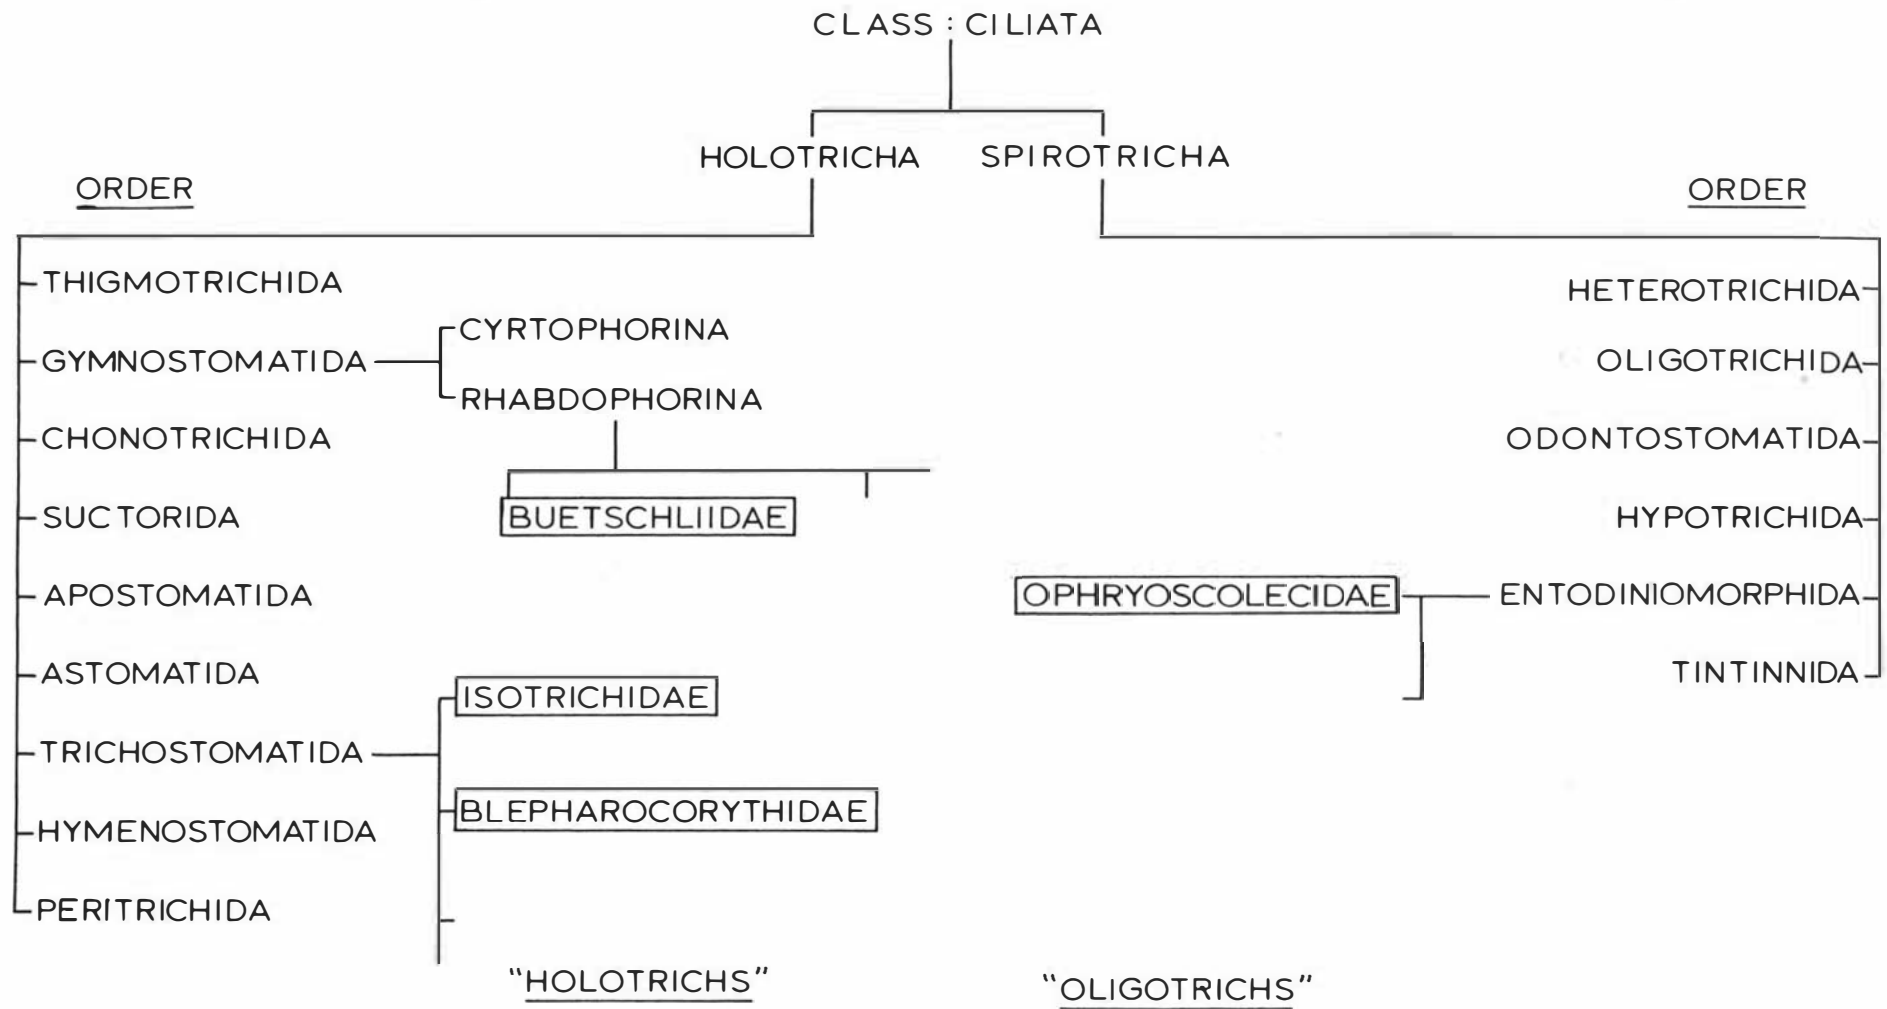 CLASS : CILIATA
HOLOTRICHA
SPIROTRICHA
ORDER
THIGMOTRICHIDA
GYMNOSTOMATIDA
CYRTOPHORINA
RHABDOPHORINA
CHONOTRICHIDA
SUCTORIDA
BUETSCHLIIDAE
APOSTOMATIDA
ASTOMATIDA
ISOTRICHIDAE
TRICHOSTOMATIDA
BLEPHAROCORYTHIDAE
HYMENOSTOMATIDA
PERITRICHIDA
"HOLOTRICHS"
ORDER
HETEROTRICHIDA
OLIGOTRICHIDA
ODONTOSTOMATIDA
HYPOTRICHIDA
OPHRYOSCOLECIDAE
ENTODINIOMORPHIDA
TINTINNIDA
"OLIGOTRICHS"